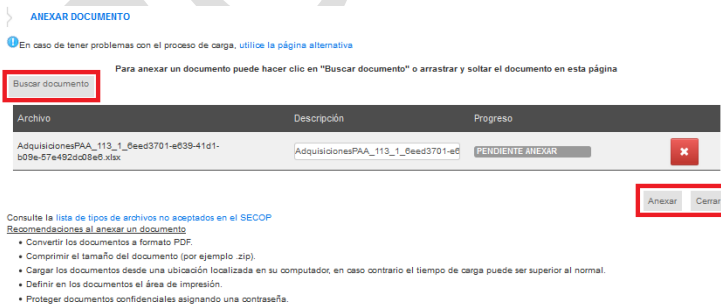 ANEXAR DOCUMENTO
En caso de tener problemas con el proceso de carga, utilice la página alternativa
Para anexar un documento puede hacer clic en "Buscar documento" o arrastrar y soltar el documento en esta página
Buscar documento
Archivo Descripción Progreso
AdquisicionesPAA_113_1_6eed3701-e639-41d1-
b09e-57e492dc08e6.xlsx
AdquisicionesPAA_113_1_6eed3701-e6
PENDIENTE ANEXAR
Anexar Cerrar
Consulte la lista de tipos de archivos no aceptados en el SECOP
Recomendaciones al anexar un documento
• Convertir los documentos a formato PDF.
• Comprimir el tamaño del documento (por ejemplo .zip).
• Cargar los documentos desde una ubicación localizada en su computador, en caso contrario el tiempo de carga puede ser superior al normal.
• Definir en los documentos el área de impresión.
• Proteger documentos confidenciales asignando una contraseña.